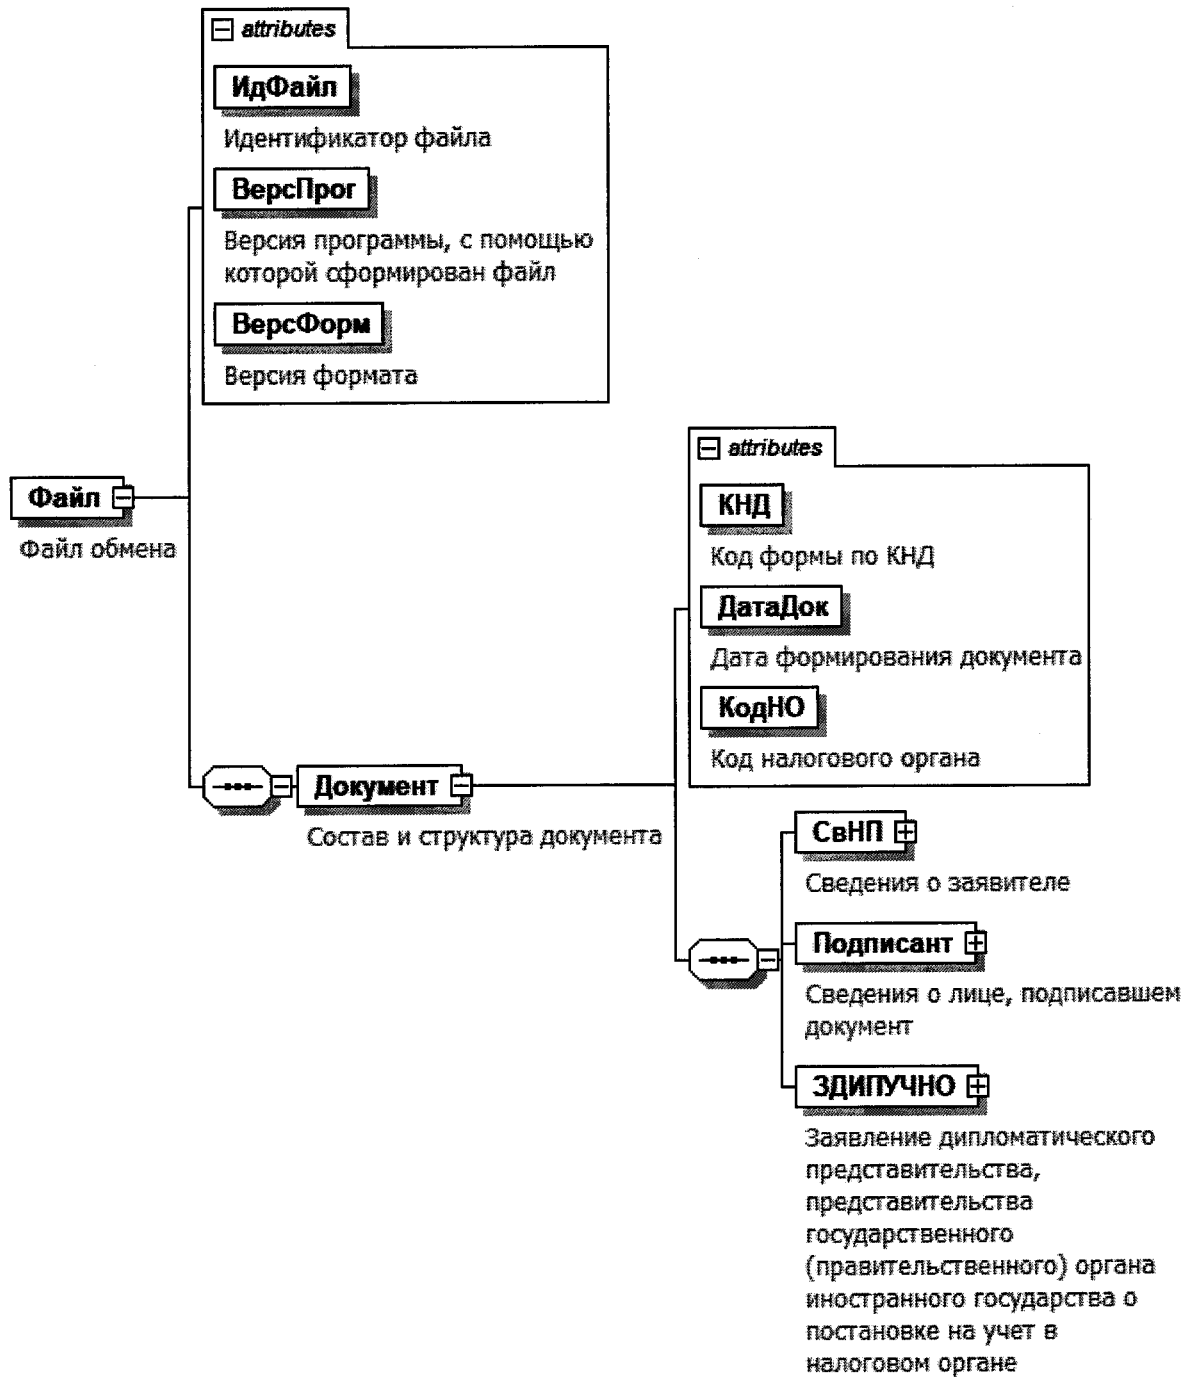 attributes
ИдФайл
Идентификатор файла
ВерсПрог
Версия программы, с помощью
которой сформирован файл
ВерсФорм
Версия формата
Файл
Файл обмена
attributes
КНД
Код формы по КНД
ДатаДок
Дата формирования документа
КодНО
Код налогового органа
Документ
Состав и структура документа
СвНП
Сведения о заявителе
Подписант
Сведения о лице, подписавшем
документ
ЗДИПУЧНО
Заявление дипломатического
представительства,
представительства
государственного
(правительственного) органа
иностранного государства о
постановке на учет в
налоговом органе